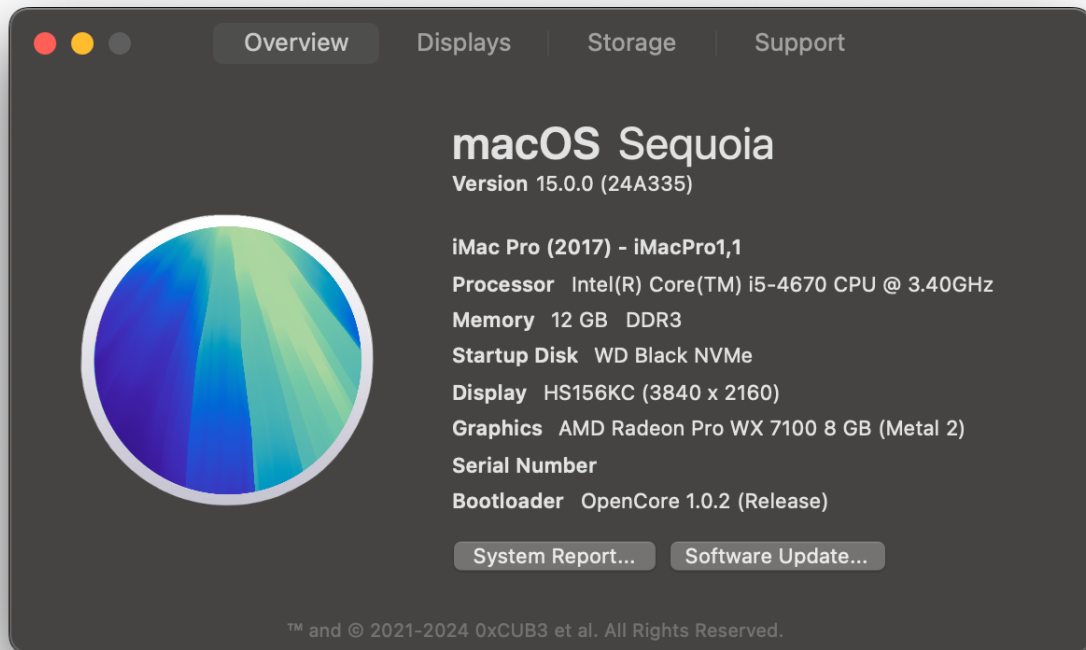 Overview Displays Storage Support
macOS Sequoia
Version 15.0.0 (24A335)
iMac Pro (2017) - iMacPro1,1
Processor Intel(R) Core(TM) i5-4670 CPU @ 3.40GHz
Memory 12 GB DDR3
Startup Disk WD Black NVMe
Display HS156KC (3840 x 2160)
Graphics AMD Radeon Pro WX 7100 8 GB (Metal 2)
Serial Number
Bootloader OpenCore 1.0.2 (Release)
System Report... Software Update...
™ and © 2021-2024 0xCUB3 et al. All Rights Reserved.